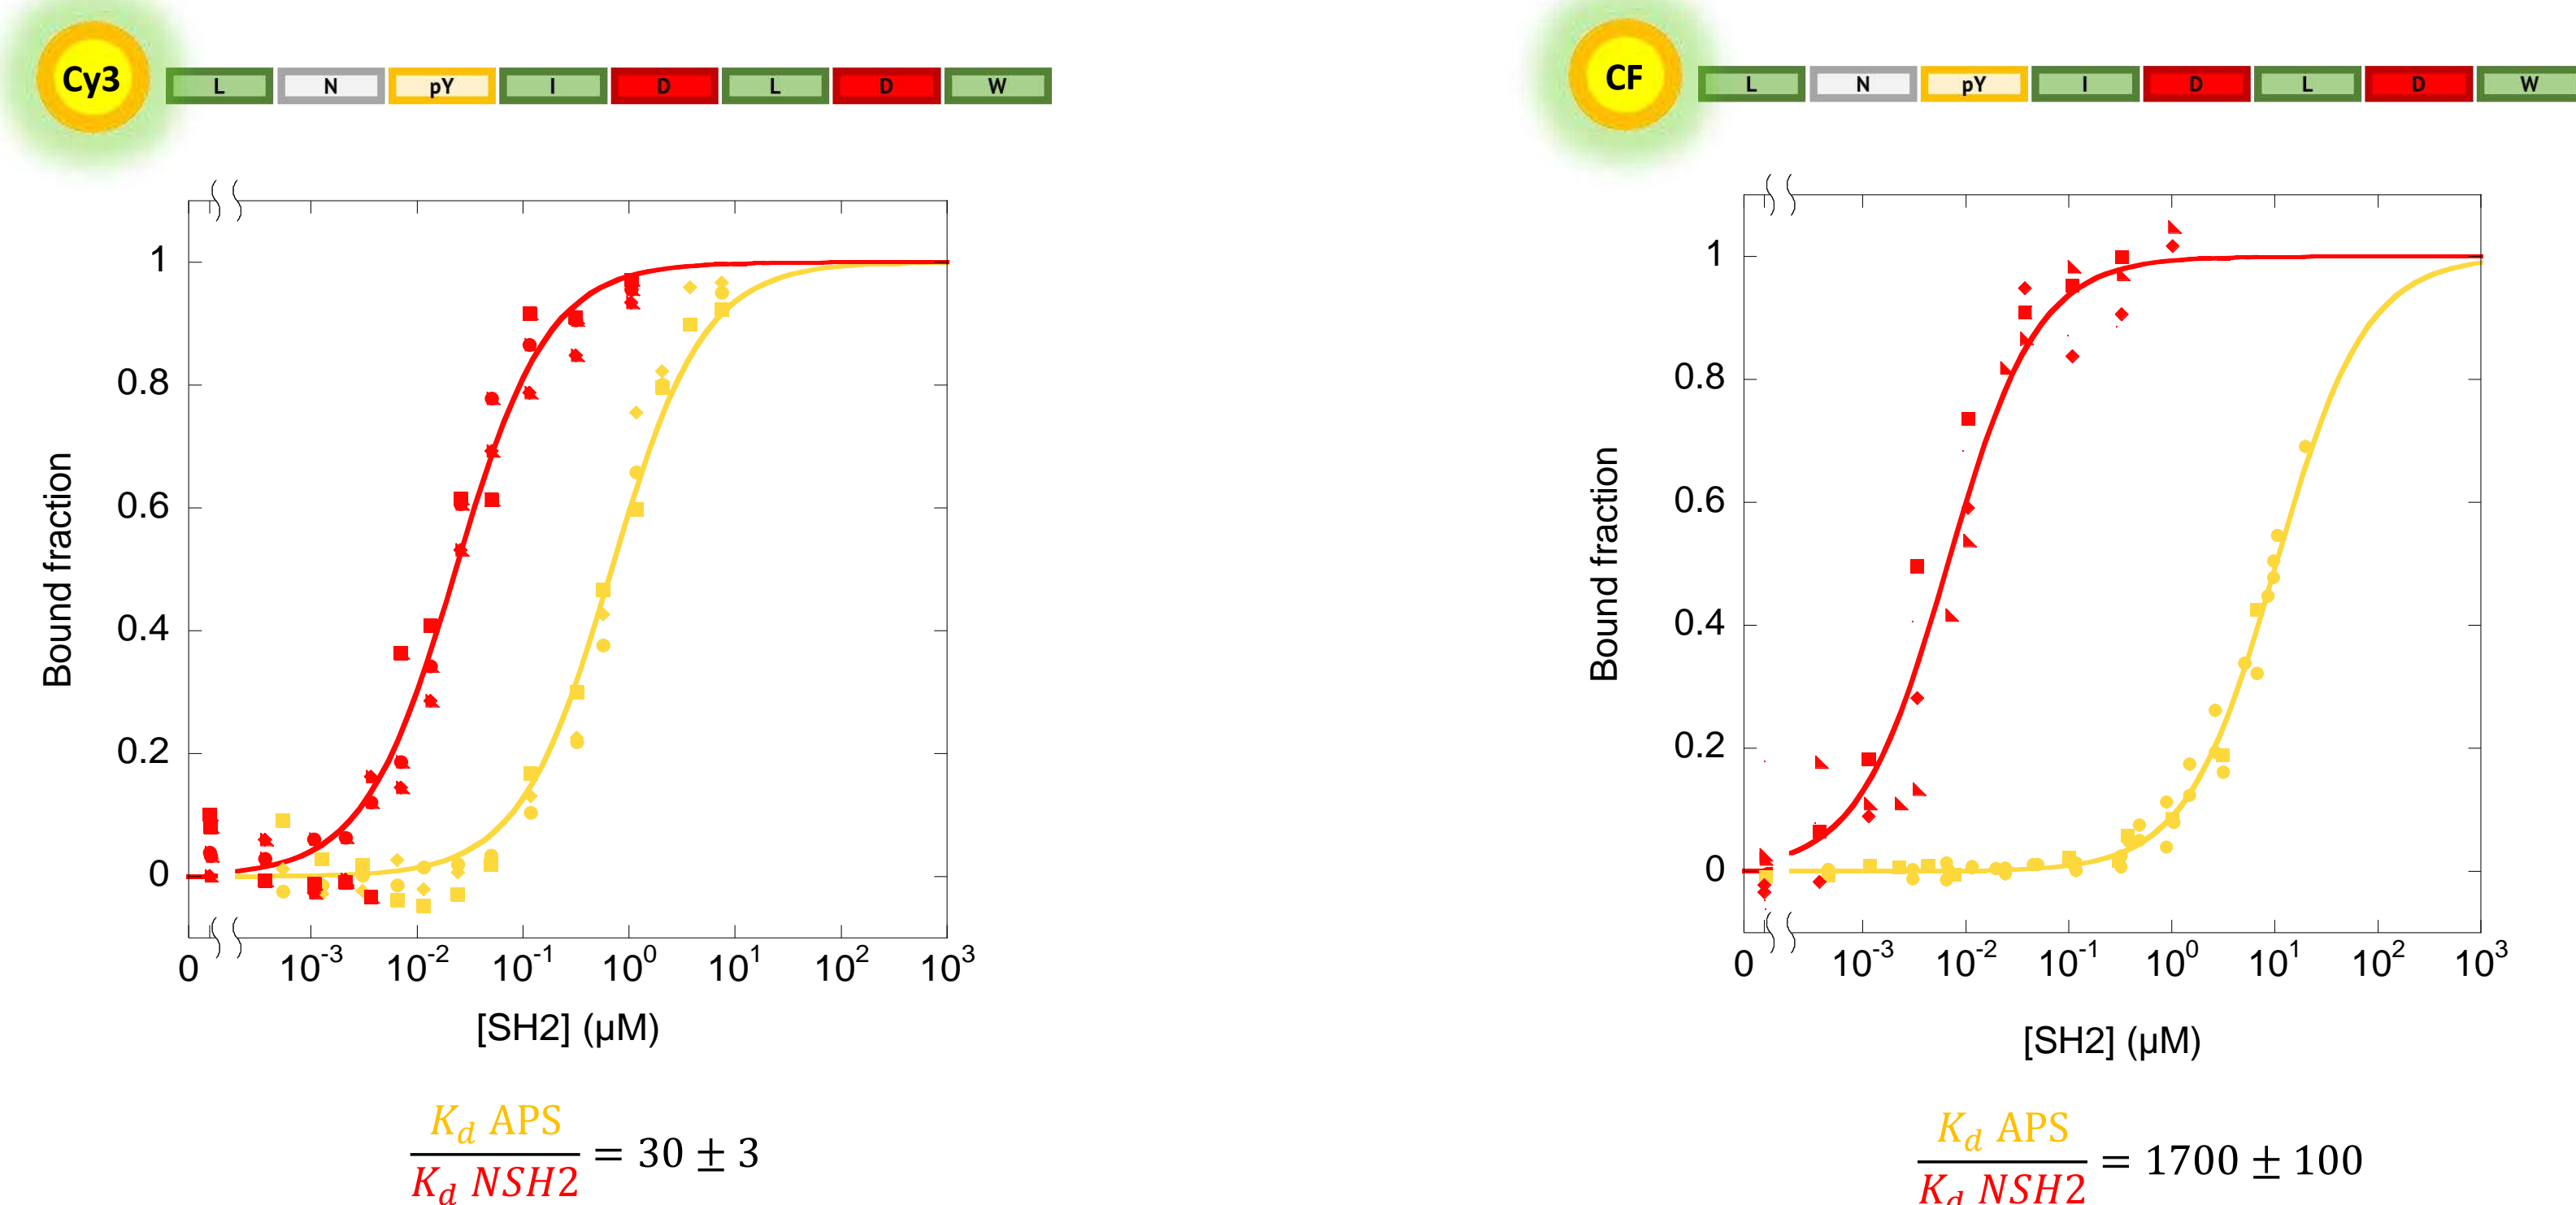 Cy3 L N pY I D L D W
CF L N pY I D L D W
Bound fraction
1
0.8
0.6
0.4
0.2
0
0 10-3 10-2 10-1 100 101 102 103
[SH2] (µM)
Kd APS
Kd NSH2
= 30 ± 3
Bound fraction
1
0.8
0.6
0.4
0.2
0
0 10-3 10-2 10-1 100 101 102 103
[SH2] (µM)
Kd APS
Kd NSH2
= 1700 ± 100